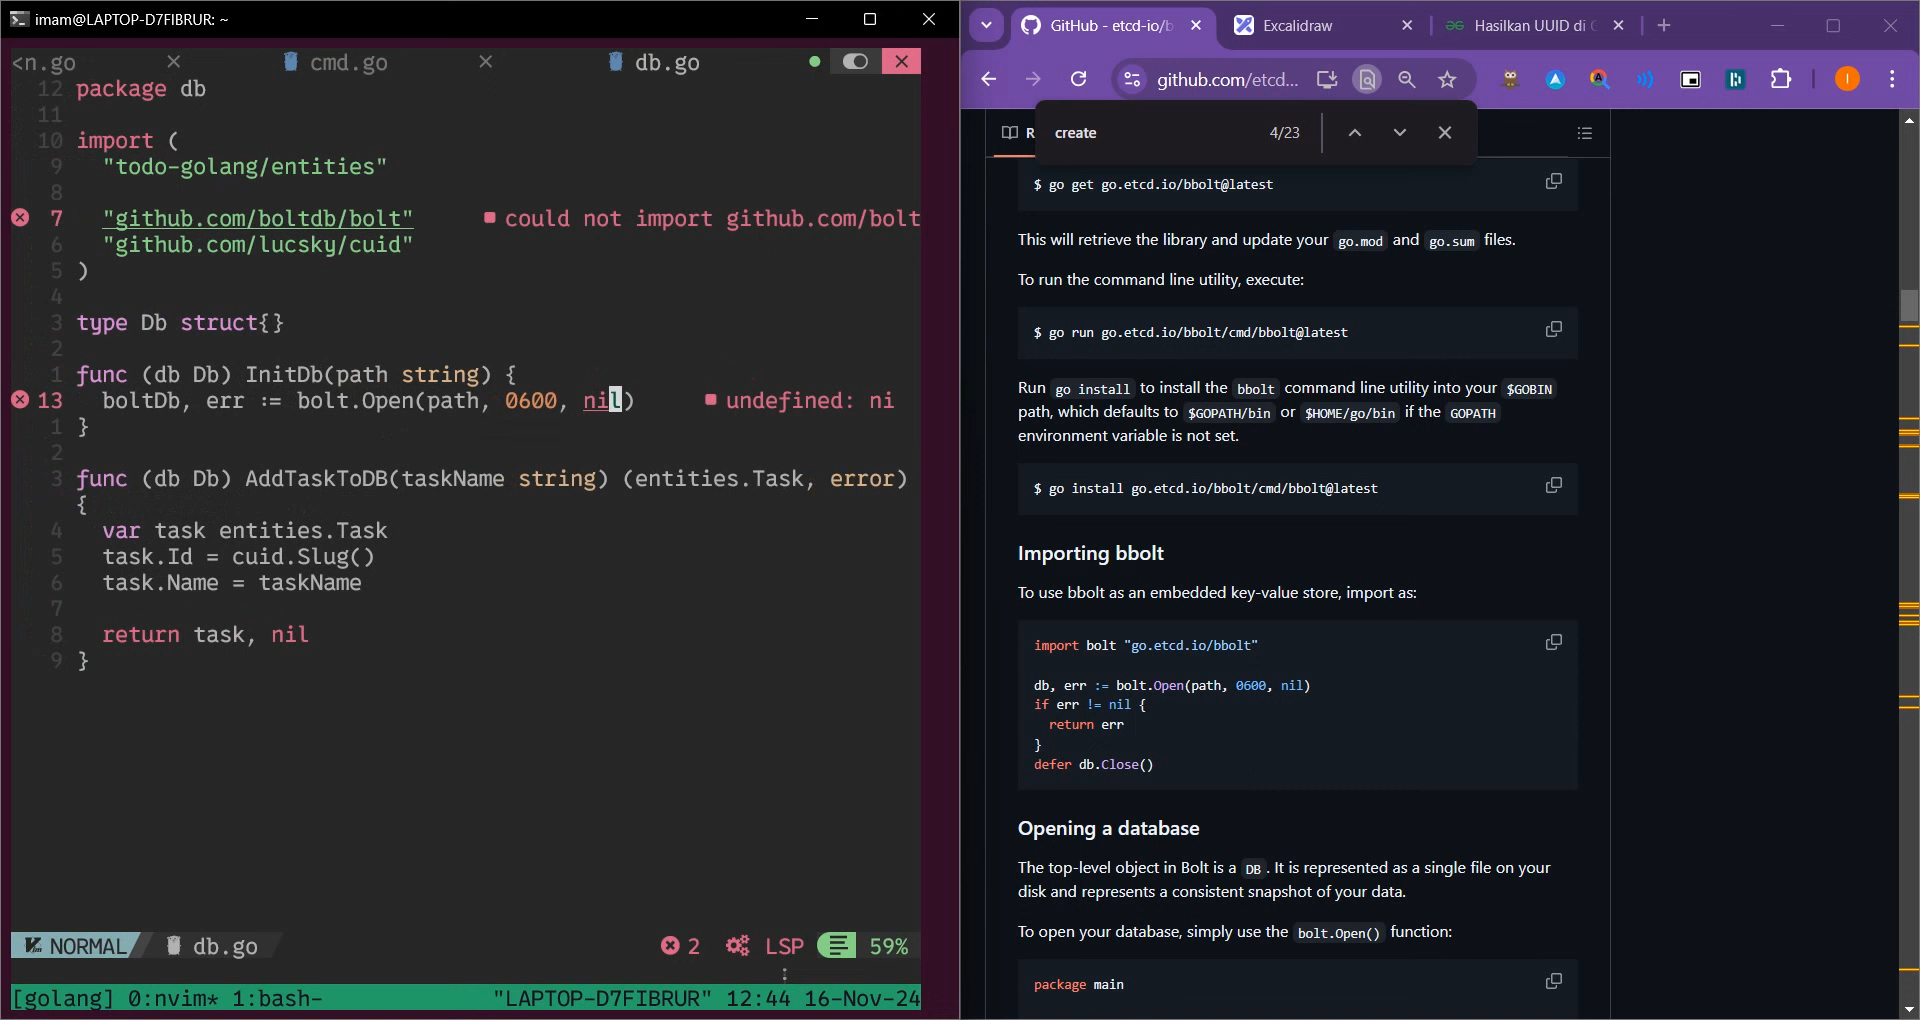 imam@LAPTOP-D7FIBRUR: ~
<n.go
cmd.go
db.go
12 package db
11
10 import (
9 "todo-golang/entities"
8
7 "github.com/boltdb/bolt" could not import github.com/bolt
6 "github.com/lucsky/cuid"
5 )
4
3 type Db struct{}
2
1 func (db Db) InitDb(path string) {
13 boltDb, err := bolt.Open(path, 0600, nil) undefined: ni
1 }
2
3 func (db Db) AddTaskToDB(taskName string) (entities.Task, error)
{
4 var task entities.Task
5 task.Id = cuid.Slug()
6 task.Name = taskName
7
8 return task, nil
9 }
NORMAL db.go 2 LSP 59%
[golang] 0:nvim* 1:bash- "LAPTOP-D7FIBRUR" 12:44 16-Nov-24
GitHub - etcd-io/b
Excalidraw
Hasilkan UUID di
github.com/etcd...
I
create 4/23
R
$ go get go.etcd.io/bbolt@latest
This will retrieve the library and update your go.mod and go.sum files.
To run the command line utility, execute:
$ go run go.etcd.io/bbolt/cmd/bbolt@latest
Run go install to install the bbolt command line utility into your $GOBIN
path, which defaults to $GOPATH/bin or $HOME/go/bin if the GOPATH
environment variable is not set.
$ go install go.etcd.io/bbolt/cmd/bbolt@latest
Importing bbolt
To use bbolt as an embedded key-value store, import as:
import bolt "go.etcd.io/bbolt"
db, err := bolt.Open(path, 0600, nil)
if err != nil {
return err
}
defer db.Close()
Opening a database
The top-level object in Bolt is a DB. It is represented as a single file on your
disk and represents a consistent snapshot of your data.
To open your database, simply use the bolt.Open() function:
package main